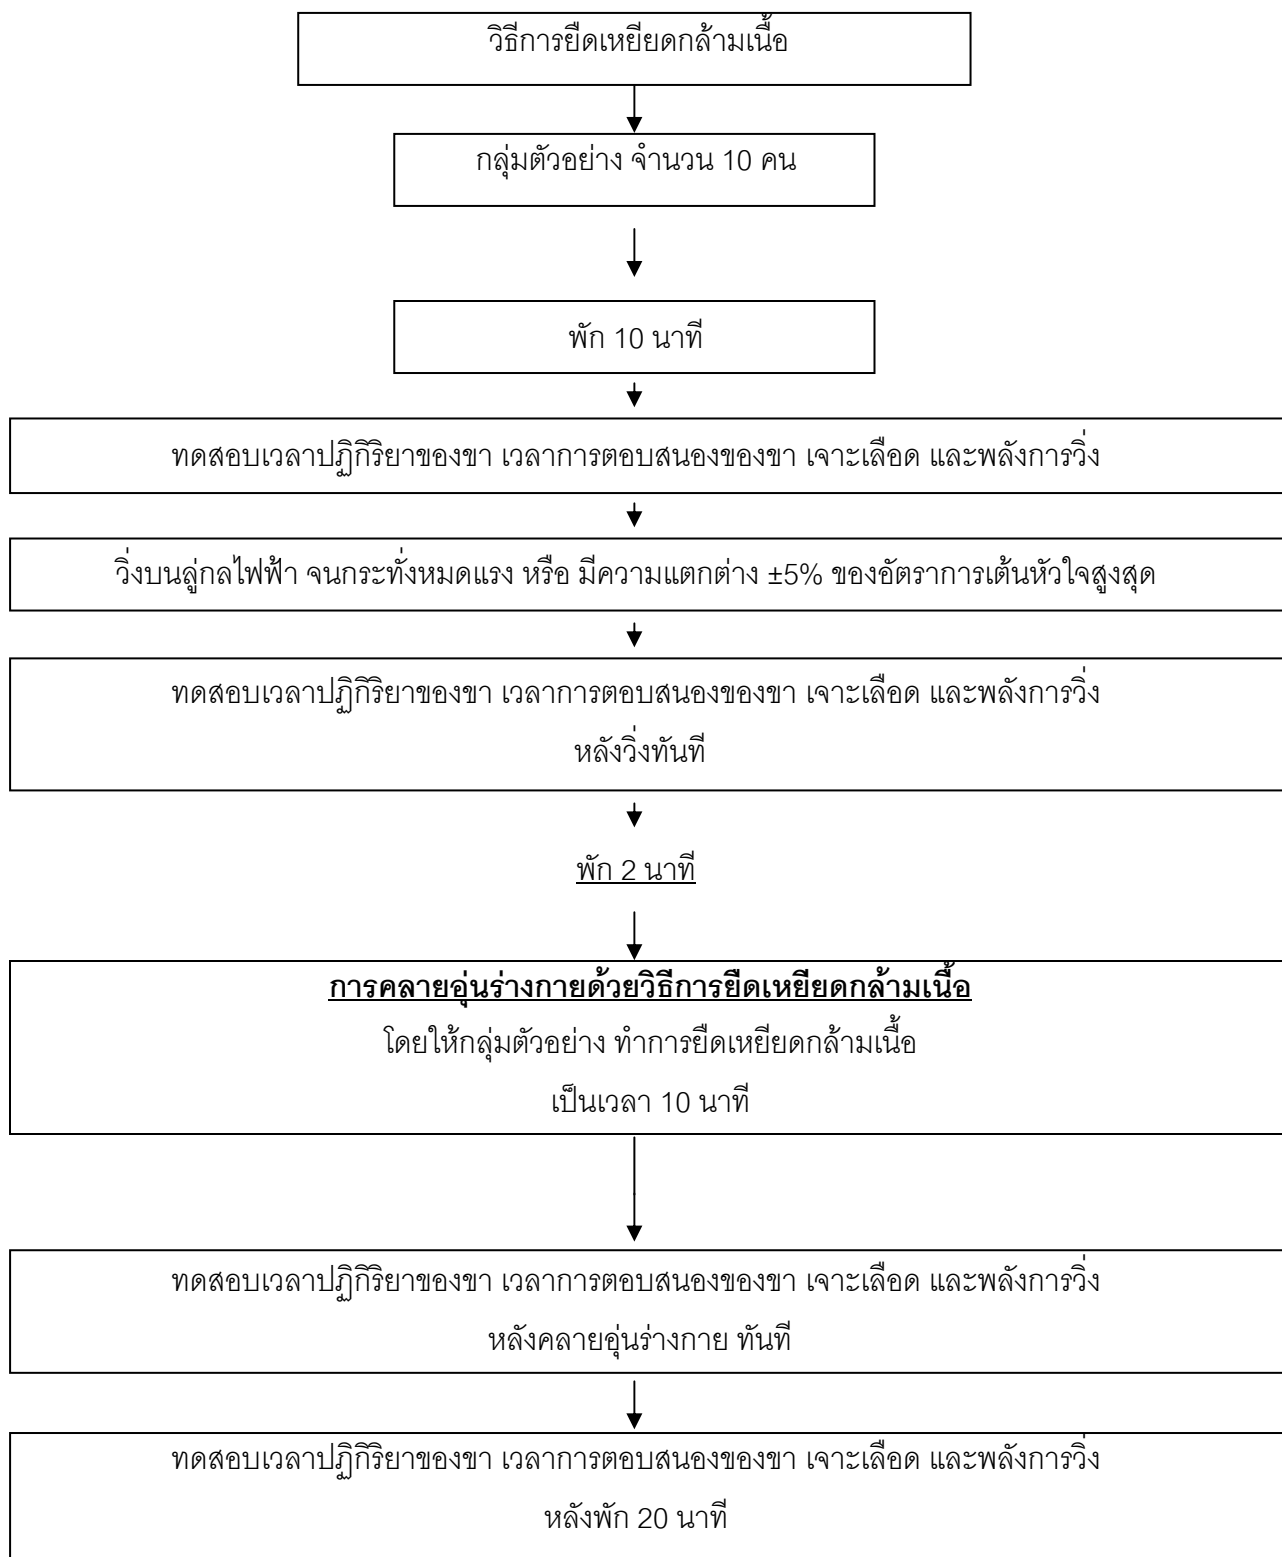 วิธีการยืดเหยียดกล้ามเนื้อ
กลุ่มตัวอย่าง จำนวน 10 คน
พัก 10 นาที
ทดสอบเวลาปฏิกิริยาของขา เวลาการตอบสนองของขา เจาะเลือด และพลังการวิ่ง
วิ่งบนลู่กลไฟฟ้า จนกระทั่งหมดแรง หรือ มีความแตกต่าง ±5% ของอัตราการเต้นหัวใจสูงสุด
ทดสอบเวลาปฏิกิริยาของขา เวลาการตอบสนองของขา เจาะเลือด และพลังการวิ่ง
หลังวิ่งทันที
พัก 2 นาที
การคลายอุ่นร่างกายด้วยวิธีการยืดเหยียดกล้ามเนื้อ
โดยให้กลุ่มตัวอย่าง ทำการยืดเหยียดกล้ามเนื้อ
เป็นเวลา 10 นาที
ทดสอบเวลาปฏิกิริยาของขา เวลาการตอบสนองของขา เจาะเลือด และพลังการวิ่ง
หลังคลายอุ่นร่างกาย ทันที
ทดสอบเวลาปฏิกิริยาของขา เวลาการตอบสนองของขา เจาะเลือด และพลังการวิ่ง
หลังพัก 20 นาที